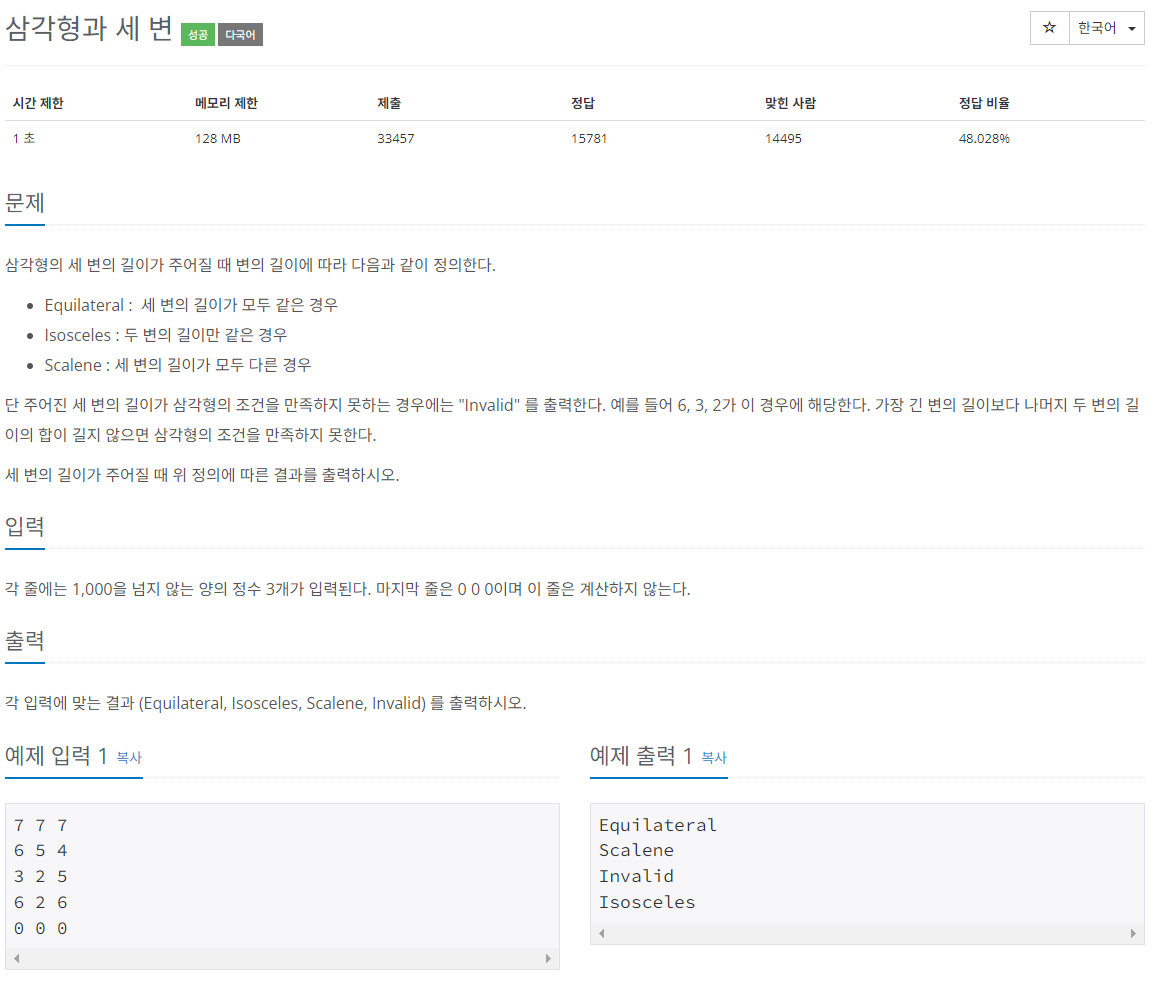 삼각형과 세 변 성공 다국어
☆ 한국어
시간 제한 메모리 제한 제출 정답 맞힌 사람 정답 비율
1 초 128 MB 33457 15781 14495 48.028%
문제
삼각형의 세 변의 길이가 주어질 때 변의 길이에 따라 다음과 같이 정의한다.
• Equilateral : 세 변의 길이가 모두 같은 경우
• Isosceles : 두 변의 길이만 같은 경우
• Scalene : 세 변의 길이가 모두 다른 경우
단 주어진 세 변의 길이가 삼각형의 조건을 만족하지 못하는 경우에는 "Invalid" 를 출력한다. 예를 들어 6, 3, 2가 이 경우에 해당한다. 가장 긴 변의 길이보다 나머지 두 변의 길
이의 합이 길지 않으면 삼각형의 조건을 만족하지 못한다.
세 변의 길이가 주어질 때 위 정의에 따른 결과를 출력하시오.
입력
각 줄에는 1,000을 넘지 않는 양의 정수 3개가 입력된다. 마지막 줄은 0 0 0이며 이 줄은 계산하지 않는다.
출력
각 입력에 맞는 결과 (Equilateral, Isosceles, Scalene, Invalid) 를 출력하시오.
예제 입력 1 복사
7 7 7
6 5 4
3 2 5
6 2 6
0 0 0
예제 출력 1 복사
Equilateral
Scalene
Invalid
Isosceles